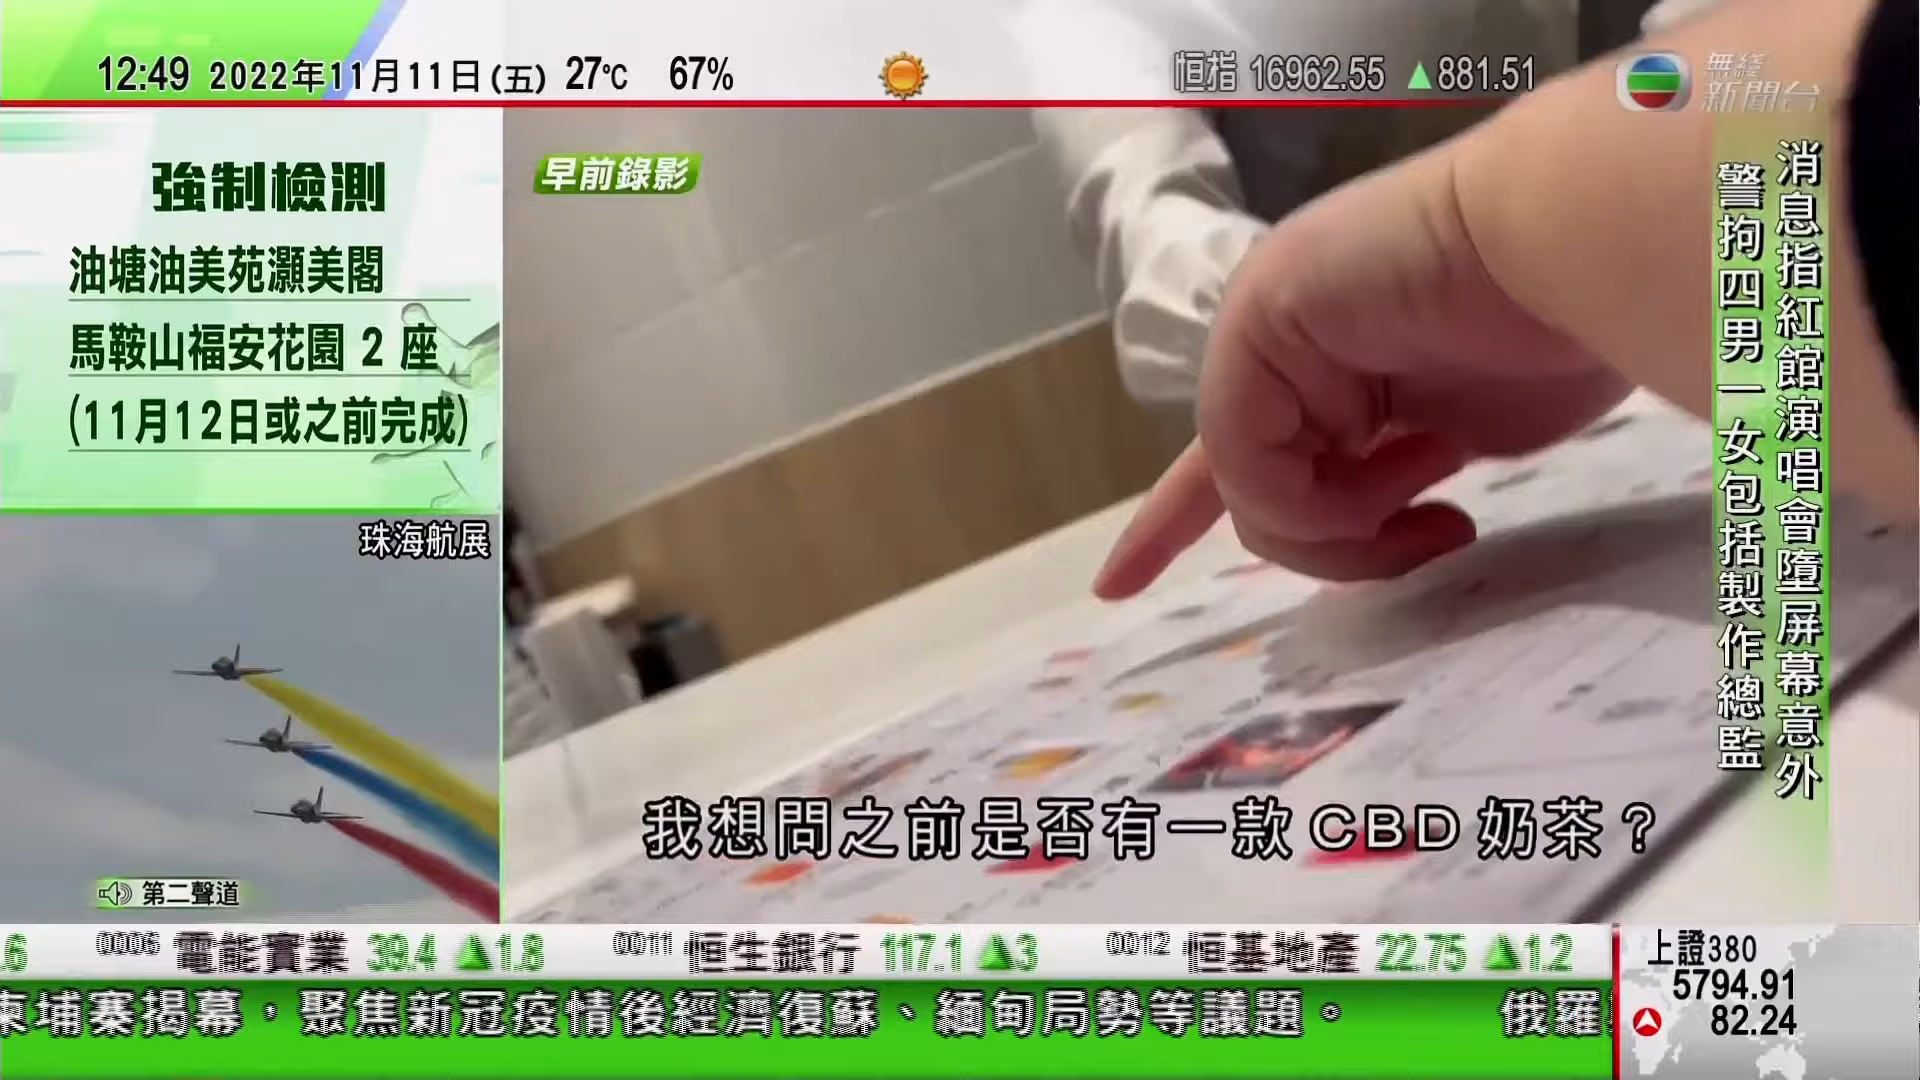 12:49 2022年11月11日(五) 27℃ 67%
恒指 16962.55 ▲881.51
無綫
新聞台
強制檢測
油塘油美苑灝美閣
馬鞍山福安花園 2 座
(11月12日或之前完成)
早前錄影
消息指紅館演唱會墮屏幕意外
警拘四男一女包括製作總監
珠海航展
第二聲道
我想問之前是否有一款CBD奶茶？
.6 0006 電能實業 39.4 ▲1.8 0011 恒生銀行 117.1 ▲3 0012 恒基地產 22.75 ▲1.2
柬埔寨揭幕，聚焦新冠疫情後經濟復蘇、緬甸局勢等議題。 俄羅
上證380
5794.91
82.24